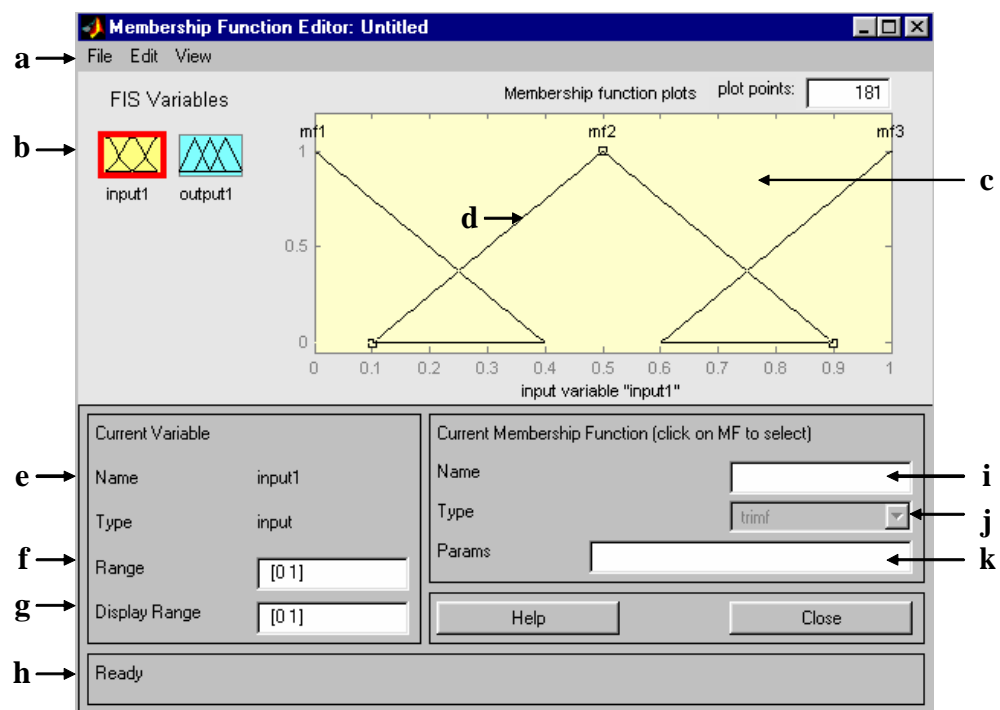 Membership Function Editor: Untitled
a File Edit View
FIS Variables
Membership function plots plot points: 181
b
input1 output1
mf1 mf2 mf3
1
0.5
0
c
d
0 0.1 0.2 0.3 0.4 0.5 0.6 0.7 0.8 0.9 1
input variable "input1"
Current Variable
e Name input1
Type input
f Range [0 1]
g Display Range [0 1]
Current Membership Function (click on MF to select)
Name i
Type trimf j
Params k
Help Close
h Ready